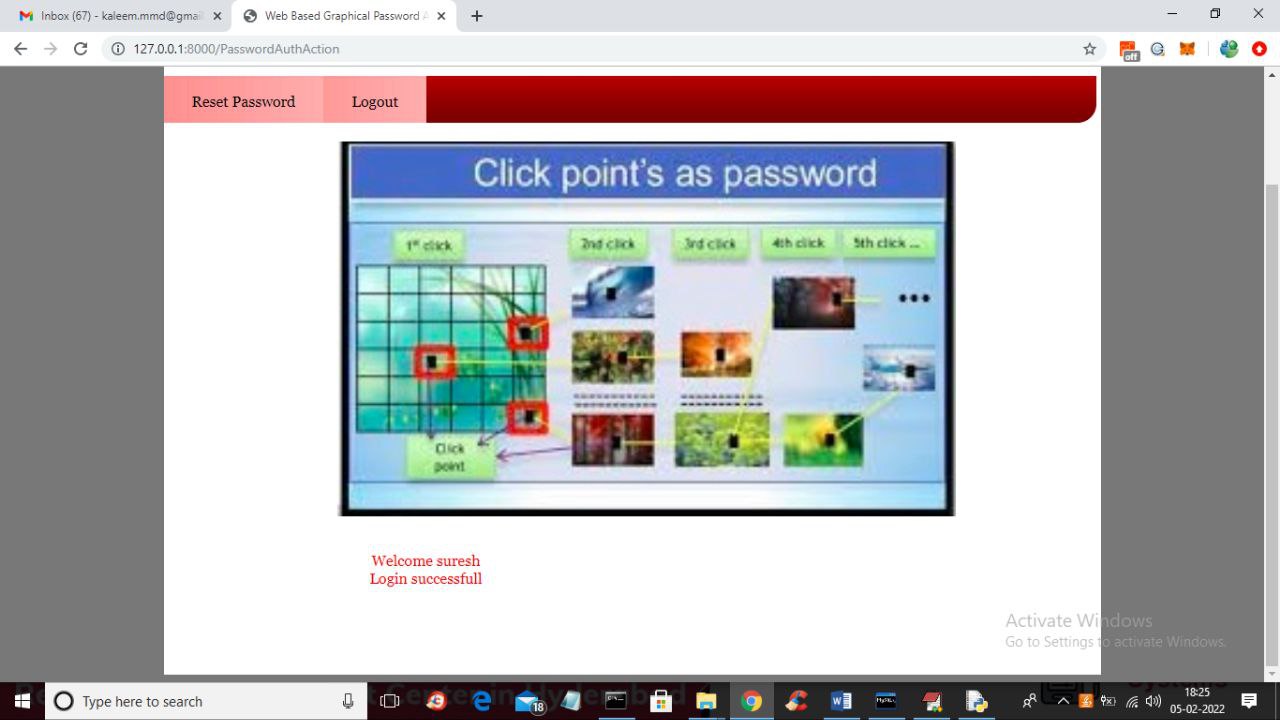 Inbox (67) - kaleem.md@gmail
Web Based Graphical Password A
127.0.0.1:8000/PasswordAuthAction
off
Reset Password
Logout
Click point's as password
1st click
2nd click
3rd click
4th click
5th click ...
Click
point
Welcome suresh
Login successfull
Activate Windows
Go to Settings to activate Windows.
Type here to search
18
18:25
05-02-2022